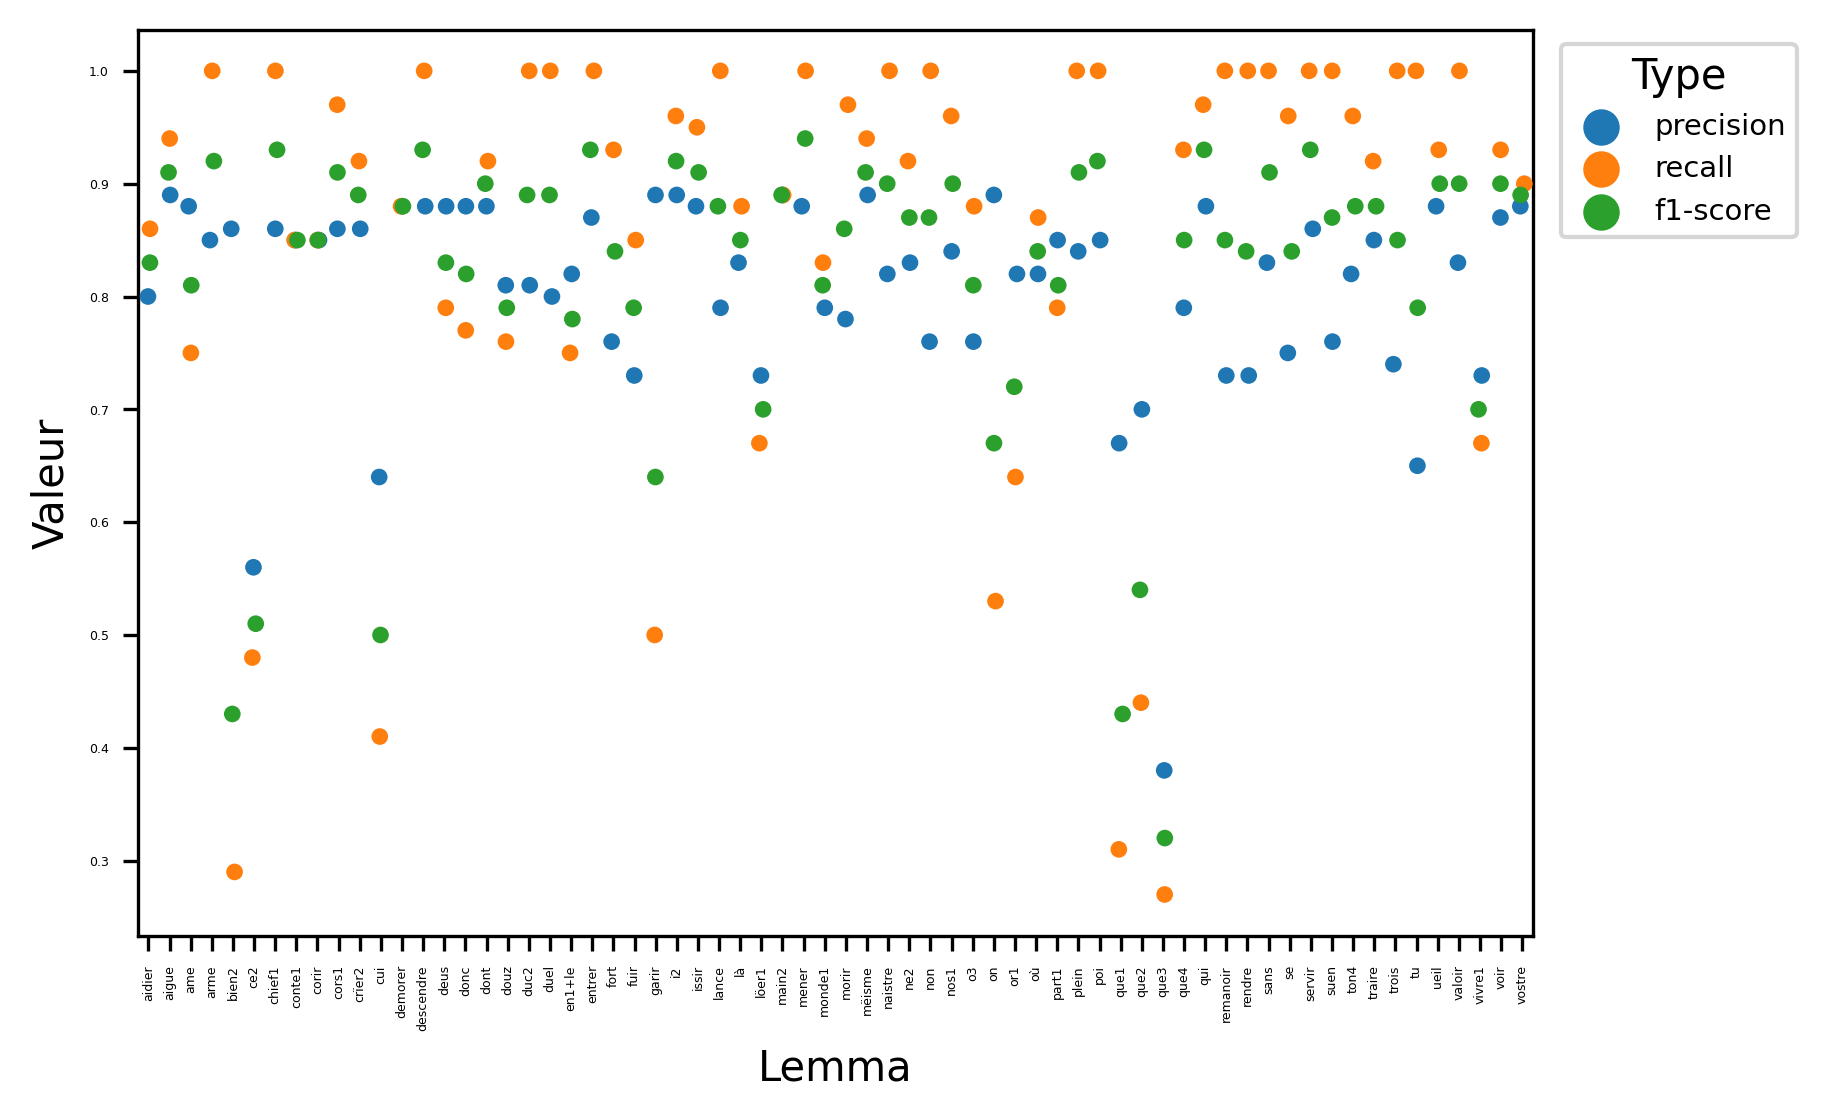 Type
precision
recall
f1-score
Valeur
1.0
0.9
0.8
0.7
0.6
0.5
0.4
0.3
aidier
aigue
ame
arme
bien2
ce2
chief1
conte1
corir
cors1
crier2
cui
demorer
descendre
deus
donc
dont
douz
duc2
duel
en1+le
entrer
fort
fuir
garir
i2
issir
lance
là
löer1
main2
mener
monde1
morir
mëisme
naistre
ne2
non
nos1
o3
on
or1
où
part1
plein
poi
que1
que2
que3
que4
qui
remanoir
rendre
sans
se
servir
suen
ton4
traire
trois
tu
ueil
valoir
vivre1
voir
vostre
Lemma